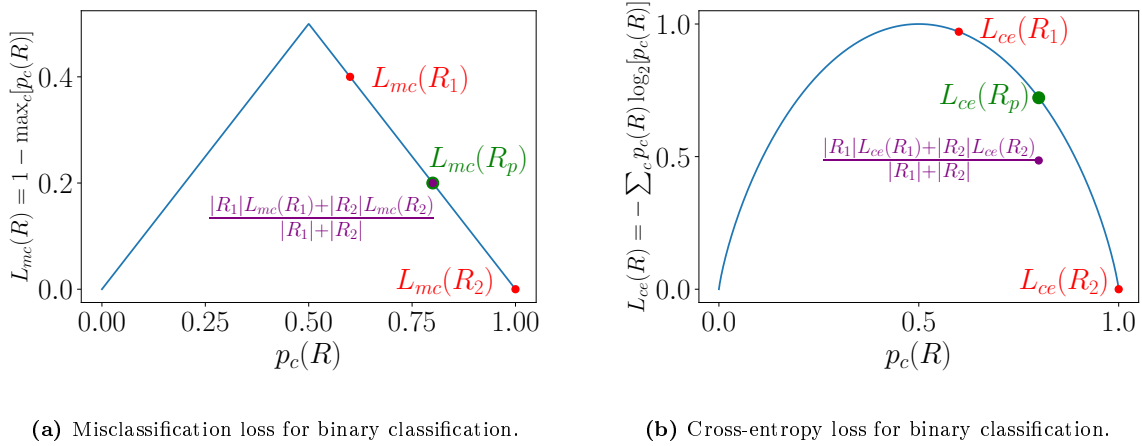 L_{mc}(R) = 1 − max_c[p_c(R)]
0.4
0.2
0.0
L_{mc}(R_1)
L_{mc}(R_p)
\frac{|R_1|L_{mc}(R_1)+|R_2|L_{mc}(R_2)}{|R_1|+|R_2|}
L_{mc}(R_2)
0.00 0.25 0.50 0.75 1.00
p_c(R)
(a) Misclassification loss for binary classification.
L_{ce}(R) = − ∑_c p_c(R) log_2[p_c(R)]
1.0
0.5
0.0
L_{ce}(R_1)
L_{ce}(R_p)
\frac{|R_1|L_{ce}(R_1)+|R_2|L_{ce}(R_2)}{|R_1|+|R_2|}
L_{ce}(R_2)
0.0 0.5 1.0
p_c(R)
(b) Cross-entropy loss for binary classification.